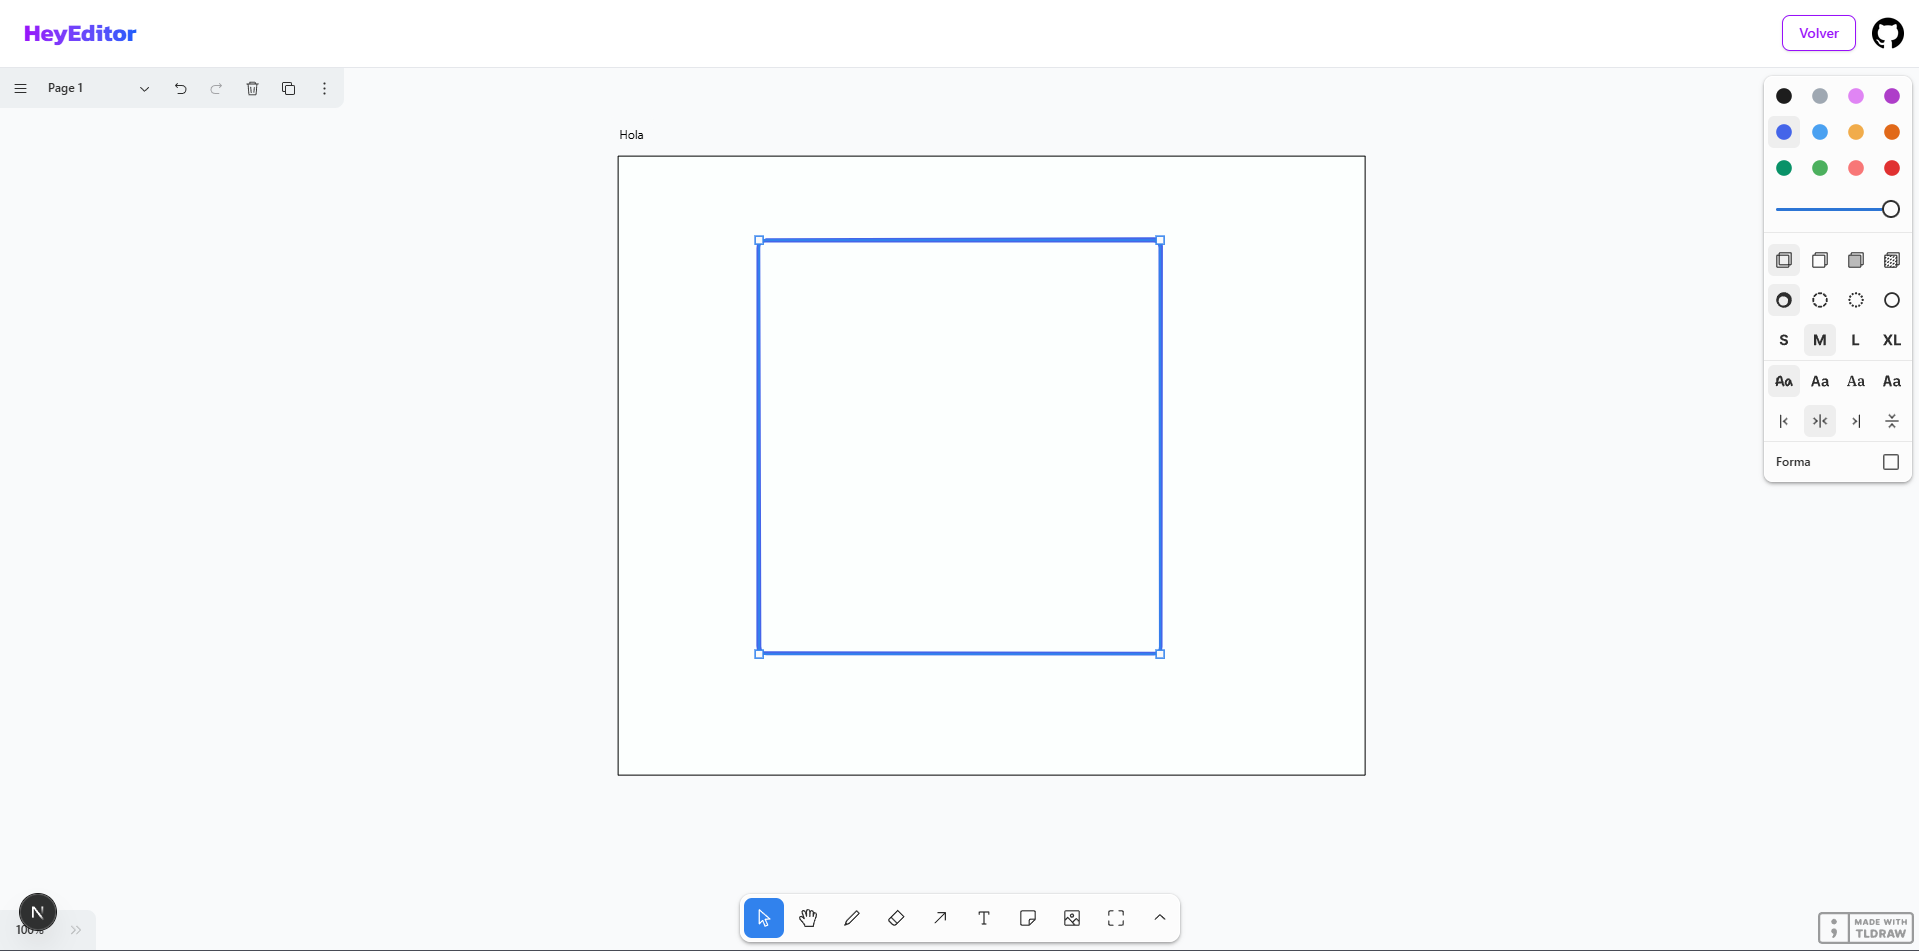 HeyEditor
Volver
Page 1
Hola
S M L XL
Aa Aa Aa Aa
Forma
N
100%
T
MADE WITH
TLDRAW